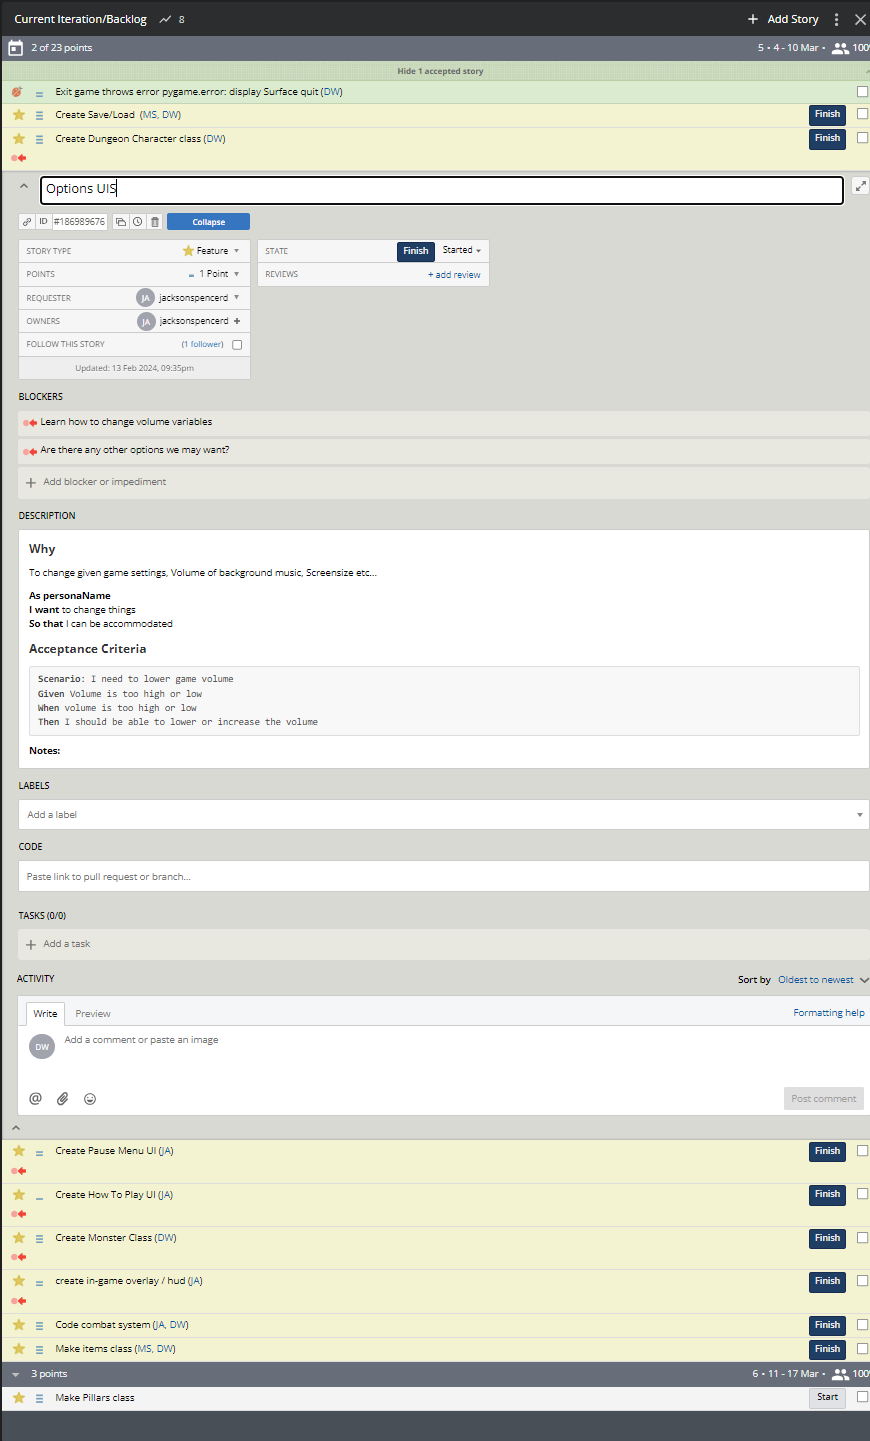 Current Iteration/Backlog 8 + Add Story
2 of 23 points 5 • 4 - 10 Mar • 100%
Hide 1 accepted story
Exit game throws error pygame.error: display Surface quit (DW)
Create Save/Load (MS, DW) Finish
Create Dungeon Character class (DW) Finish
Options UIS
ID #186989676 Collapse
STORY TYPE Feature STATE Finish Started
POINTS 1 Point REVIEWS + add review
REQUESTER JA jacksonspencerd
OWNERS JA jacksonspencerd +
FOLLOW THIS STORY (1 follower)
Updated: 13 Feb 2024, 09:35pm
BLOCKERS
Learn how to change volume variables
Are there any other options we may want?
+ Add blocker or impediment
DESCRIPTION
Why
To change given game settings, Volume of background music, Screensize etc...
As personaName
I want to change things
So that I can be accommodated
Acceptance Criteria
Scenario: I need to lower game volume
Given Volume is too high or low
When volume is too high or low
Then I should be able to lower or increase the volume
Notes:
LABELS
Add a label
CODE
Paste link to pull request or branch...
TASKS (0/0)
+ Add a task
ACTIVITY Sort by Oldest to newest
Write Preview Formatting help
DW Add a comment or paste an image
@ Post comment
Create Pause Menu UI (JA) Finish
Create How To Play UI (JA) Finish
Create Monster Class (DW) Finish
create in-game overlay / hud (JA) Finish
Code combat system (JA, DW) Finish
Make items class (MS, DW) Finish
3 points 6 • 11 - 17 Mar • 100%
Make Pillars class Start